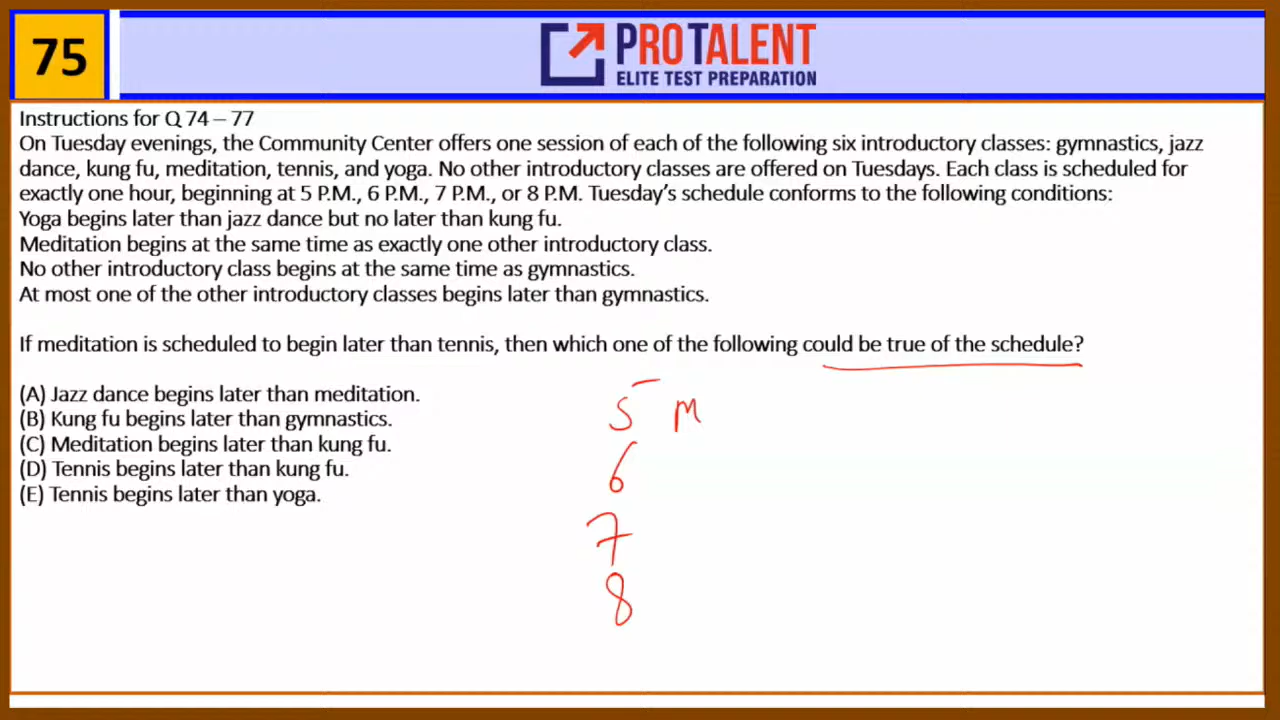 75
PROTALENT
ELITE TEST PREPARATION
Instructions for Q 74 – 77
On Tuesday evenings, the Community Center offers one session of each of the following six introductory classes: gymnastics, jazz
dance, kung fu, meditation, tennis, and yoga. No other introductory classes are offered on Tuesdays. Each class is scheduled for
exactly one hour, beginning at 5 P.M., 6 P.M., 7 P.M., or 8 P.M. Tuesday’s schedule conforms to the following conditions:
Yoga begins later than jazz dance but no later than kung fu.
Meditation begins at the same time as exactly one other introductory class.
No other introductory class begins at the same time as gymnastics.
At most one of the other introductory classes begins later than gymnastics.
If meditation is scheduled to begin later than tennis, then which one of the following could be true of the schedule?
(A) Jazz dance begins later than meditation.
(B) Kung fu begins later than gymnastics.
(C) Meditation begins later than kung fu.
(D) Tennis begins later than kung fu.
(E) Tennis begins later than yoga.
5 M
6
7
8